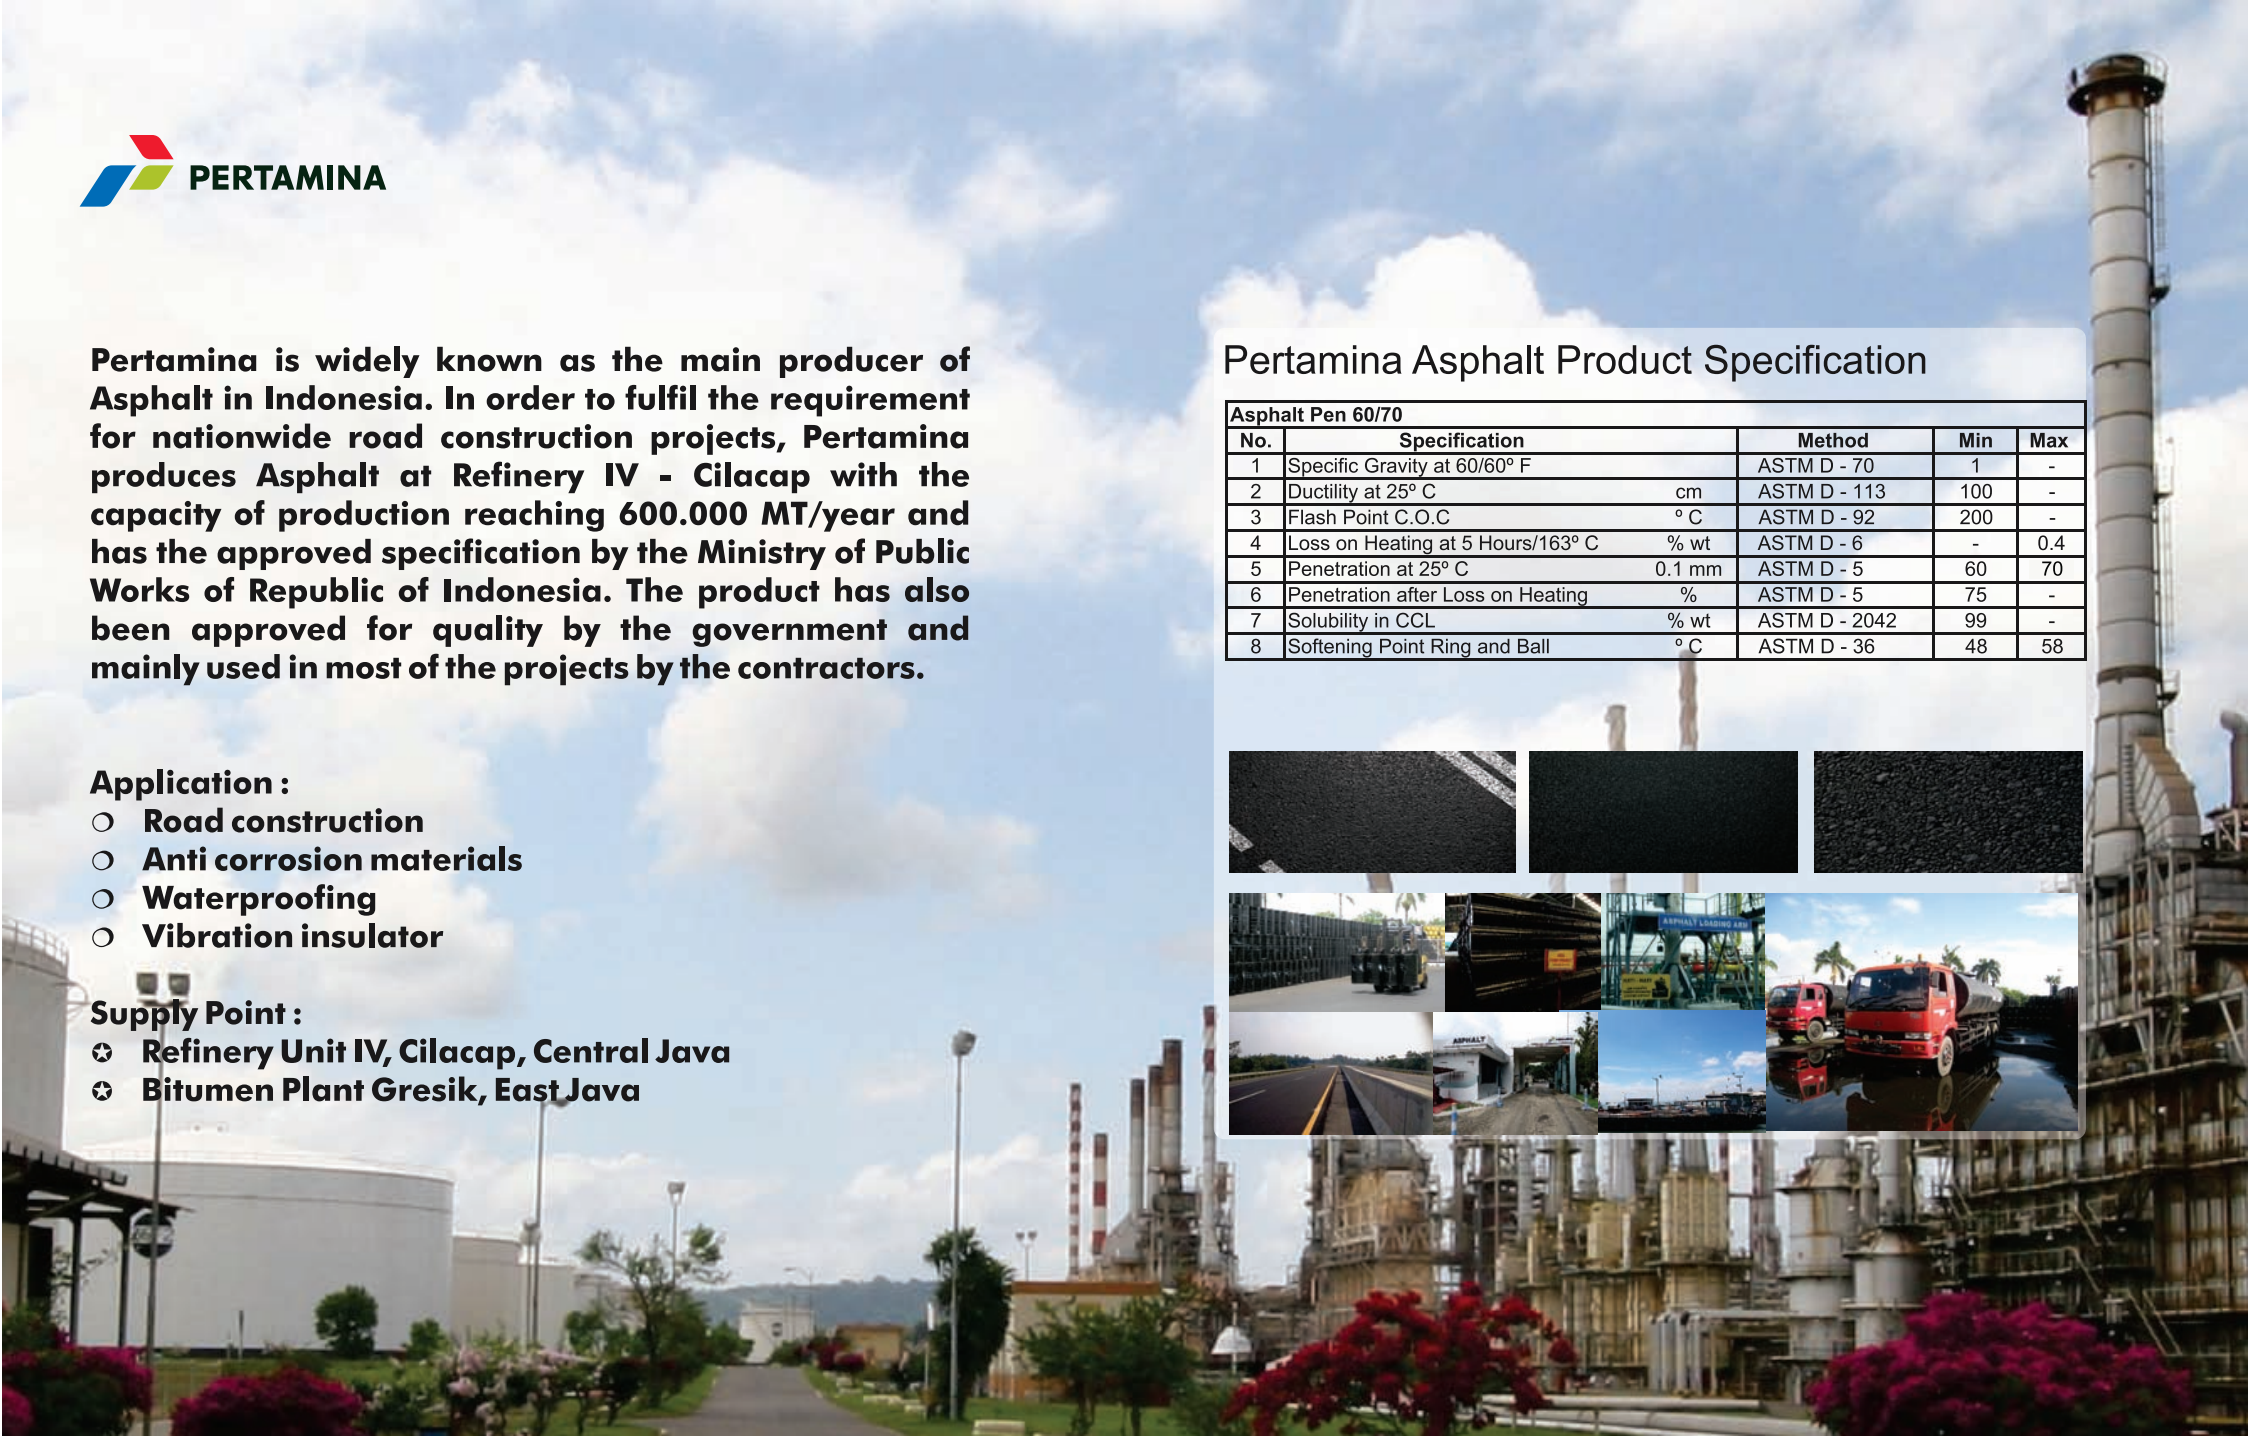 PERTAMINA
Pertamina is widely known as the main producer of
Asphalt in Indonesia. In order to fulfil the requirement
for nationwide road construction projects, Pertamina
produces Asphalt at Refinery IV - Cilacap with the
capacity of production reaching 600.000 MT/year and
has the approved specification by the Ministry of Public
Works of Republic of Indonesia. The product has also
been approved for quality by the government and
mainly used in most of the projects by the contractors.
Application :
❍ Road construction
❍ Anti corrosion materials
❍ Waterproofing
❍ Vibration insulator
Supply Point :
✪ Refinery Unit IV, Cilacap, Central Java
✪ Bitumen Plant Gresik, East Java
Pertamina Asphalt Product Specification
Asphalt Pen 60/70
No. Specification Method Min Max
1 Specific Gravity at 60/60º F ASTM D - 70 1 -
2 Ductility at 25º C cm ASTM D - 113 100 -
3 Flash Point C.O.C º C ASTM D - 92 200 -
4 Loss on Heating at 5 Hours/163º C % wt ASTM D - 6 - 0.4
5 Penetration at 25º C 0.1 mm ASTM D - 5 60 70
6 Penetration after Loss on Heating % ASTM D - 5 75 -
7 Solubility in CCL % wt ASTM D - 2042 99 -
8 Softening Point Ring and Ball º C ASTM D - 36 48 58
ASPHALT LOADING ARM
ASPHALT